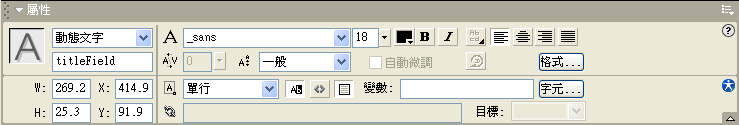 屬性
動態文字 A _sans 18 B I
titleField A|V 0 一般 自動微調 格式...
W: 269.2 X: 414.9 單行 變數: 字元...
H: 25.3 Y: 91.9 目標: